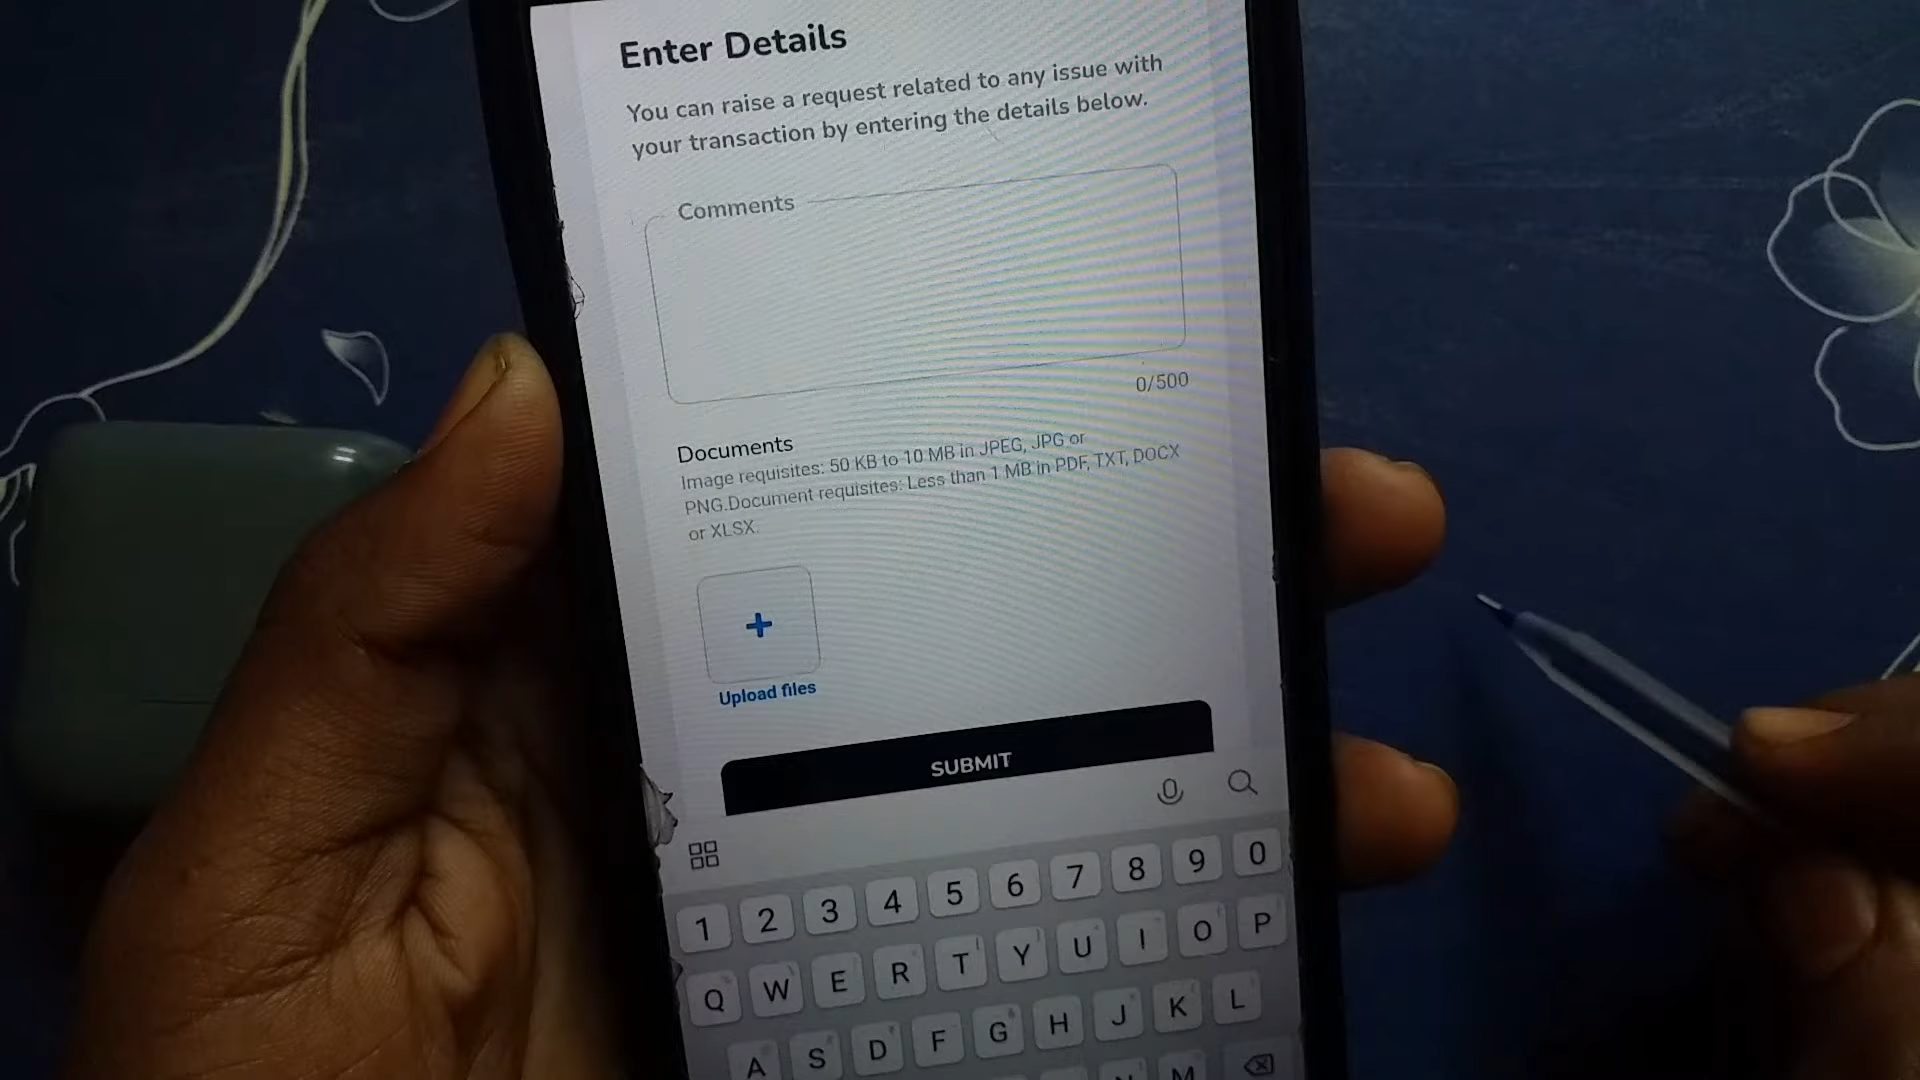 Enter Details
You can raise a request related to any issue with
your transaction by entering the details below.
Comments
0/500
Documents
Image requisites: 50 KB to 10 MB in JPEG, JPG or
PNG.Document requisites: Less than 1 MB in PDF, TXT, DOCX
or XLSX.
+
Upload files
SUBMIT
1 2 3 4 5 6 7 8 9 0
Q W E R T Y U I O P
A S D F G H J K L
N M